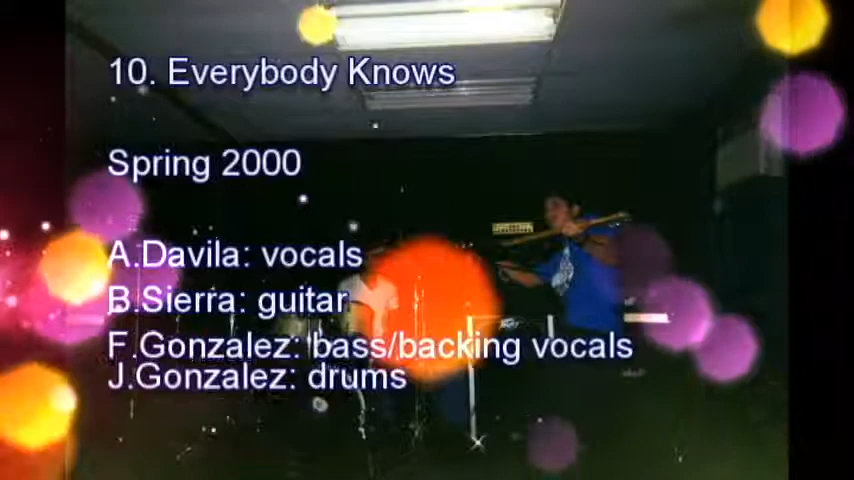 10. Everybody Knows
Spring 2000
A.Davila: vocals
B.Sierra: guitar
F.Gonzalez: bass/backing vocals
J.Gonzalez: drums